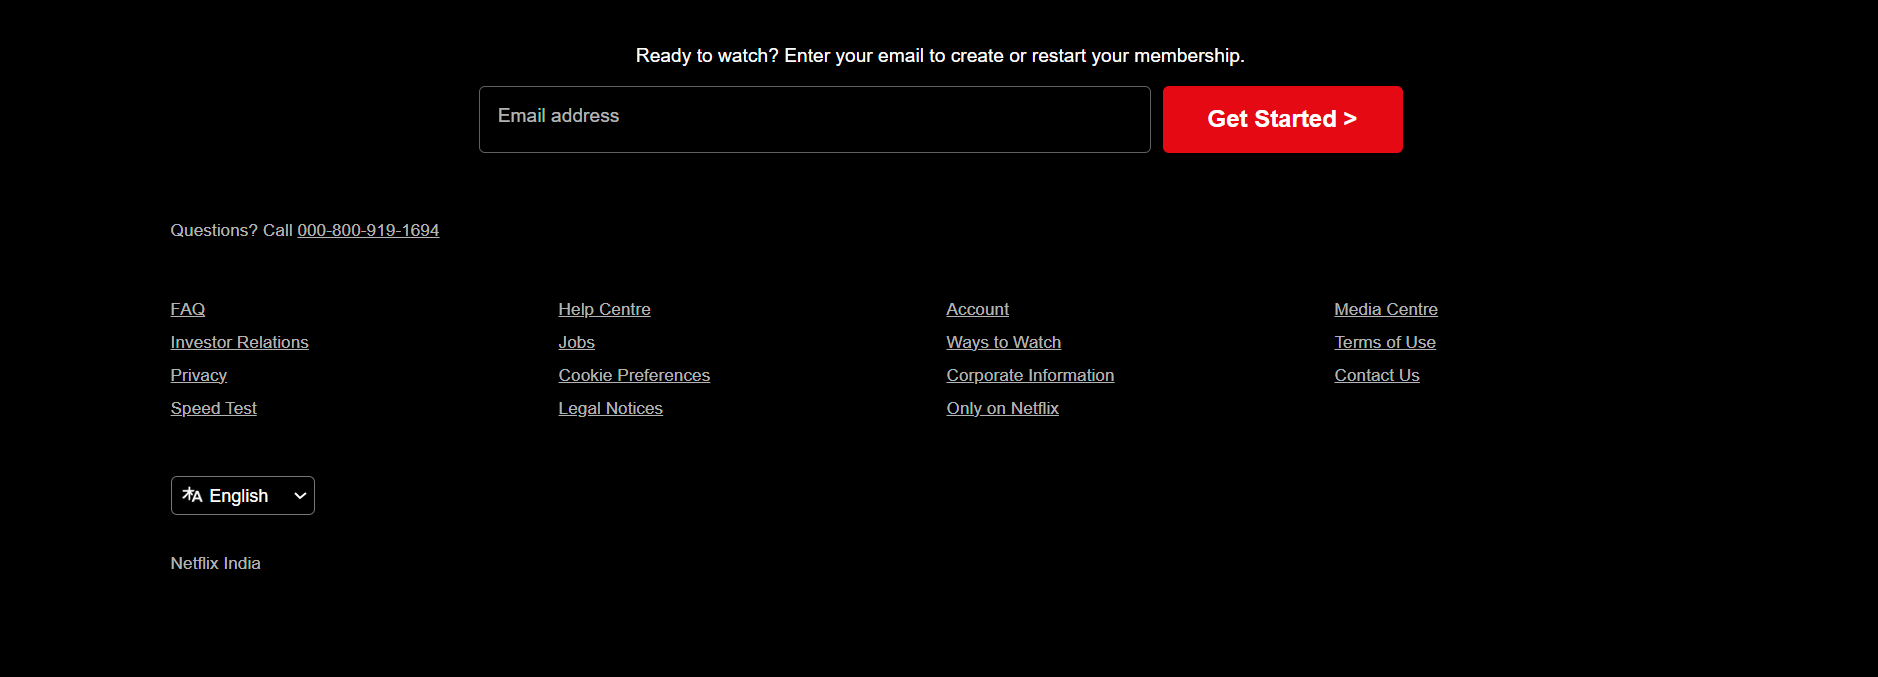 Ready to watch? Enter your email to create or restart your membership.
Email address
Get Started >
Questions? Call 000-800-919-1694
FAQ
Help Centre
Account
Media Centre
Investor Relations
Jobs
Ways to Watch
Terms of Use
Privacy
Cookie Preferences
Corporate Information
Contact Us
Speed Test
Legal Notices
Only on Netflix
English
Netflix India